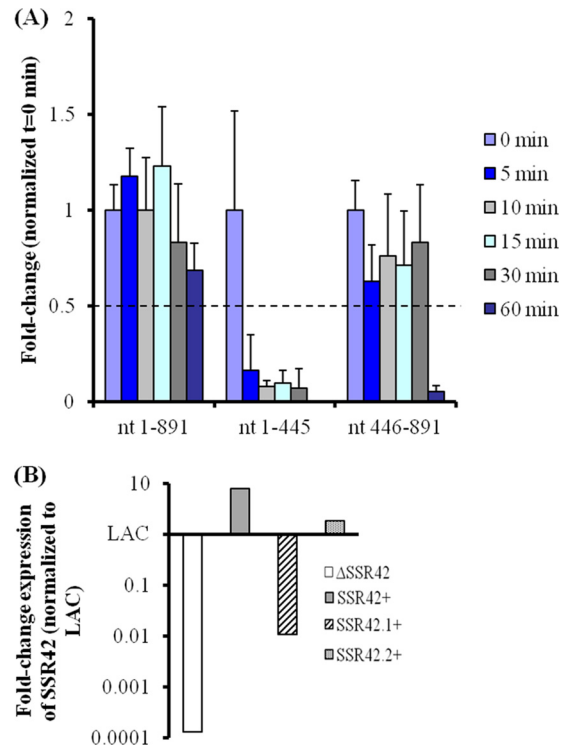 (A)
Fold-change (normalized t=0 min)
2
1.5
1
0.5
0
nt 1-891
nt 1-445
nt 446-891
0 min
5 min
10 min
15 min
30 min
60 min
(B)
Fold-change expression
of SSR42 (normalized to
LAC)
10
LAC
0.1
0.01
0.001
0.0001
ΔSSR42
SSR42+
SSR42.1+
SSR42.2+